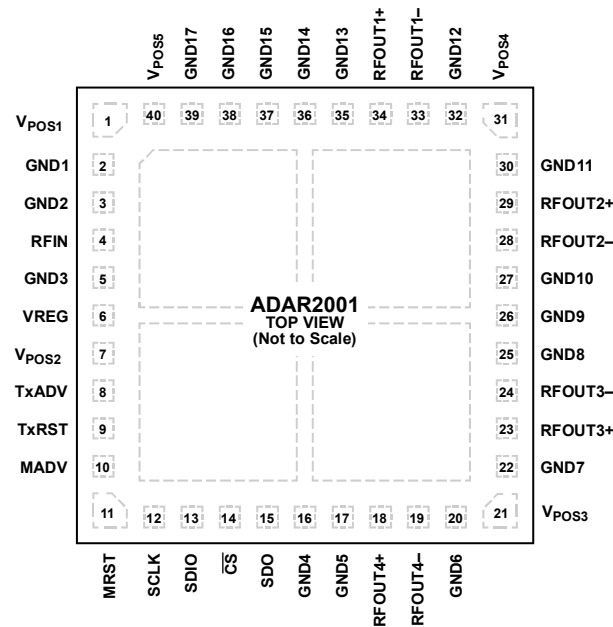 VPOS5
GND17
GND16
GND15
GND14
GND13
RFOUT1+
RFOUT1–
GND12
VPOS4
40
39
38
37
36
35
34
33
32
VPOS1
1
31
GND1
2
30
GND11
GND2
3
29
RFOUT2+
RFIN
4
28
RFOUT2–
GND3
5
27
GND10
VREG
6
26
GND9
VPOS2
7
25
GND8
TxADV
8
24
RFOUT3–
TxRST
9
23
RFOUT3+
MADV
10
22
GND7
ADAR2001
TOP VIEW
(Not to Scale)
11
12
13
14
15
16
17
18
19
20
21
VPOS3
MRST
SCLK
SDIO
CS
SDO
GND4
GND5
RFOUT4+
RFOUT4–
GND6